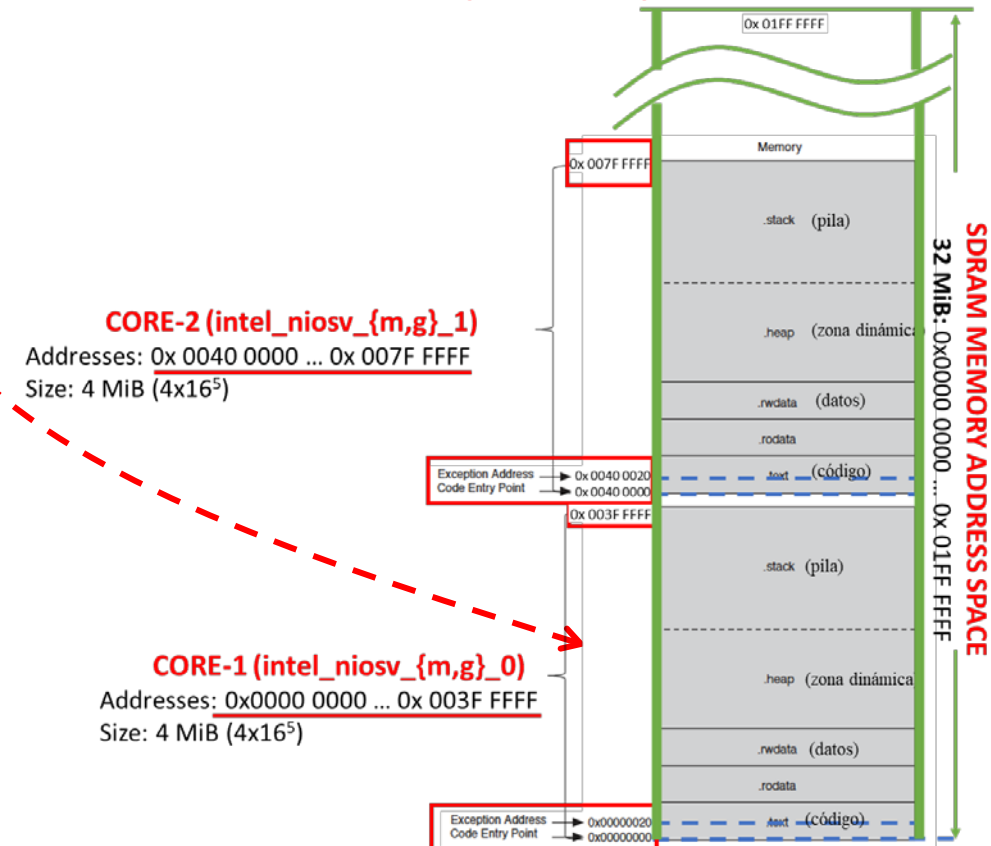 0x 01FF FFFF
Memory
0x 007F FFFF
.stack (pila)
CORE-2 (intel_niosv_{m,g}_1)
Addresses: 0x 0040 0000 ... 0x 007F FFFF
Size: 4 MiB (4x16⁵)
.heap (zona dinámica
.rwdata (datos)
.rodata
Exception Address 0x 0040 0020
.text (código)
Code Entry Point 0x 0040 0000
0x 003F FFFF
.stack (pila)
CORE-1 (intel_niosv_{m,g}_0)
Addresses: 0x0000 0000 ... 0x 003F FFFF
Size: 4 MiB (4x16⁵)
.heap (zona dinámica
.rwdata (datos)
.rodata
Exception Address 0x00000020
.text (código)
Code Entry Point 0x00000000
32 MiB: 0x0000 0000 ... 0x 01FF FFFF
SDRAM MEMORY ADDRESS SPACE